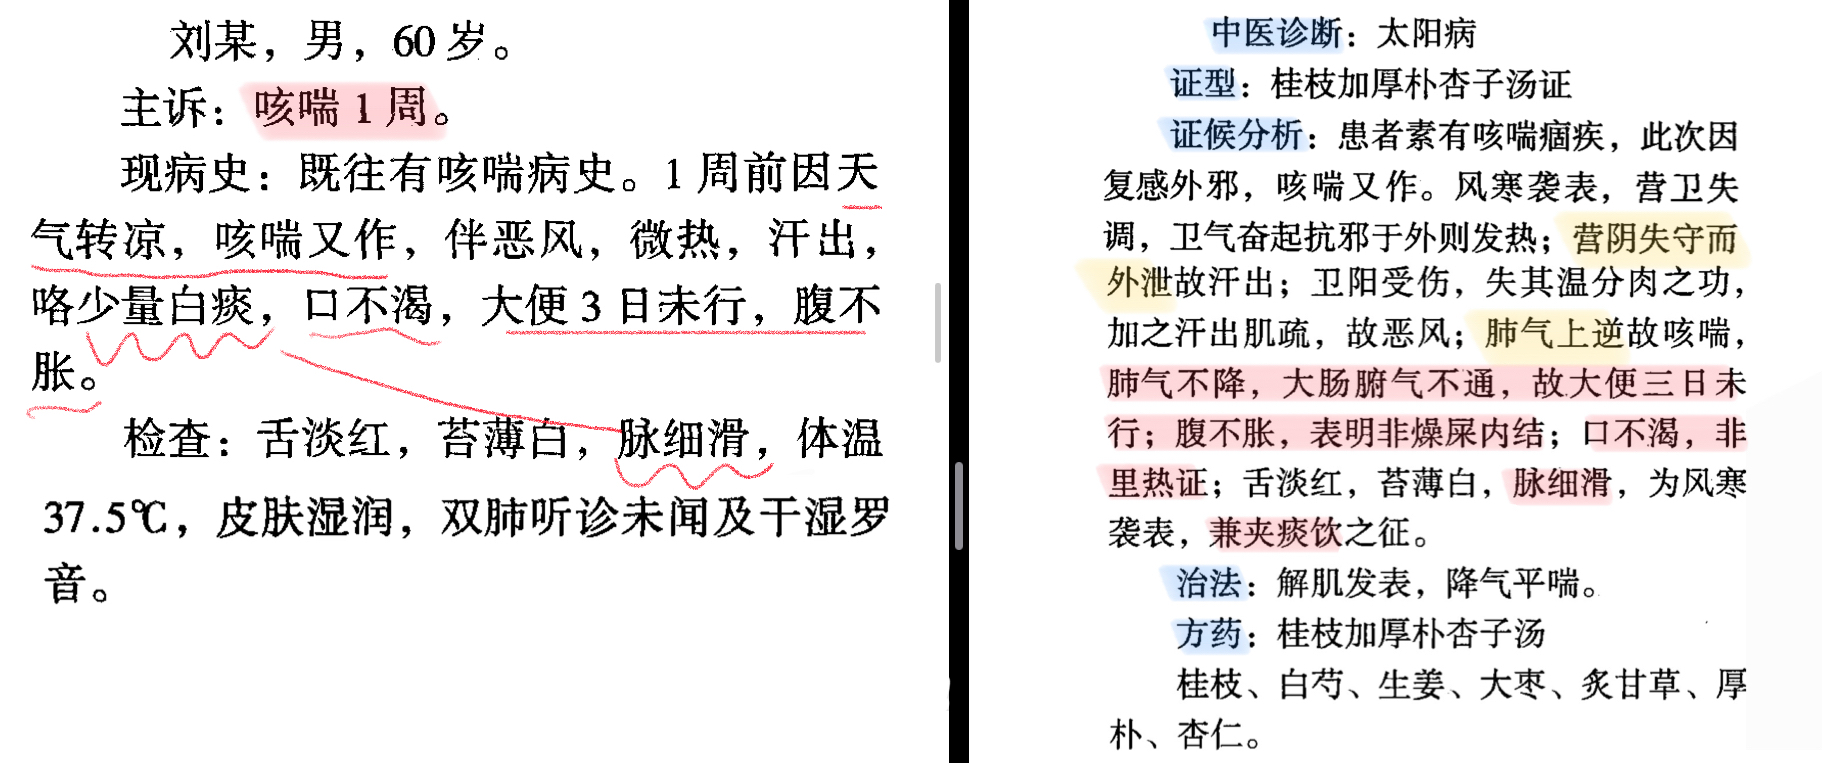 刘某，男，60岁。
主诉：咳喘1周。
现病史：既往有咳喘病史。1周前因天
气转凉，咳喘又作，伴恶风，微热，汗出，
咯少量白痰，口不渴，大便3日未行，腹不
胀。
检查：舌淡红，苔薄白，脉细滑，体温
37.5℃，皮肤湿润，双肺听诊未闻及干湿罗
音。
中医诊断：太阳病
证型：桂枝加厚朴杏子汤证
证候分析：患者素有咳喘痼疾，此次因
复感外邪，咳喘又作。风寒袭表，营卫失
调，卫气奋起抗邪于外则发热；营阴失守而
外泄故汗出；卫阳受伤，失其温分肉之功，
加之汗出肌疏，故恶风；肺气上逆故咳喘，
肺气不降，大肠腑气不通，故大便三日未
行；腹不胀，表明非燥屎内结；口不渴，非
里热证；舌淡红，苔薄白，脉细滑，为风寒
袭表，兼夹痰饮之征。
治法：解肌发表，降气平喘。
方药：桂枝加厚朴杏子汤
桂枝、白芍、生姜、大枣、炙甘草、厚
朴、杏仁。